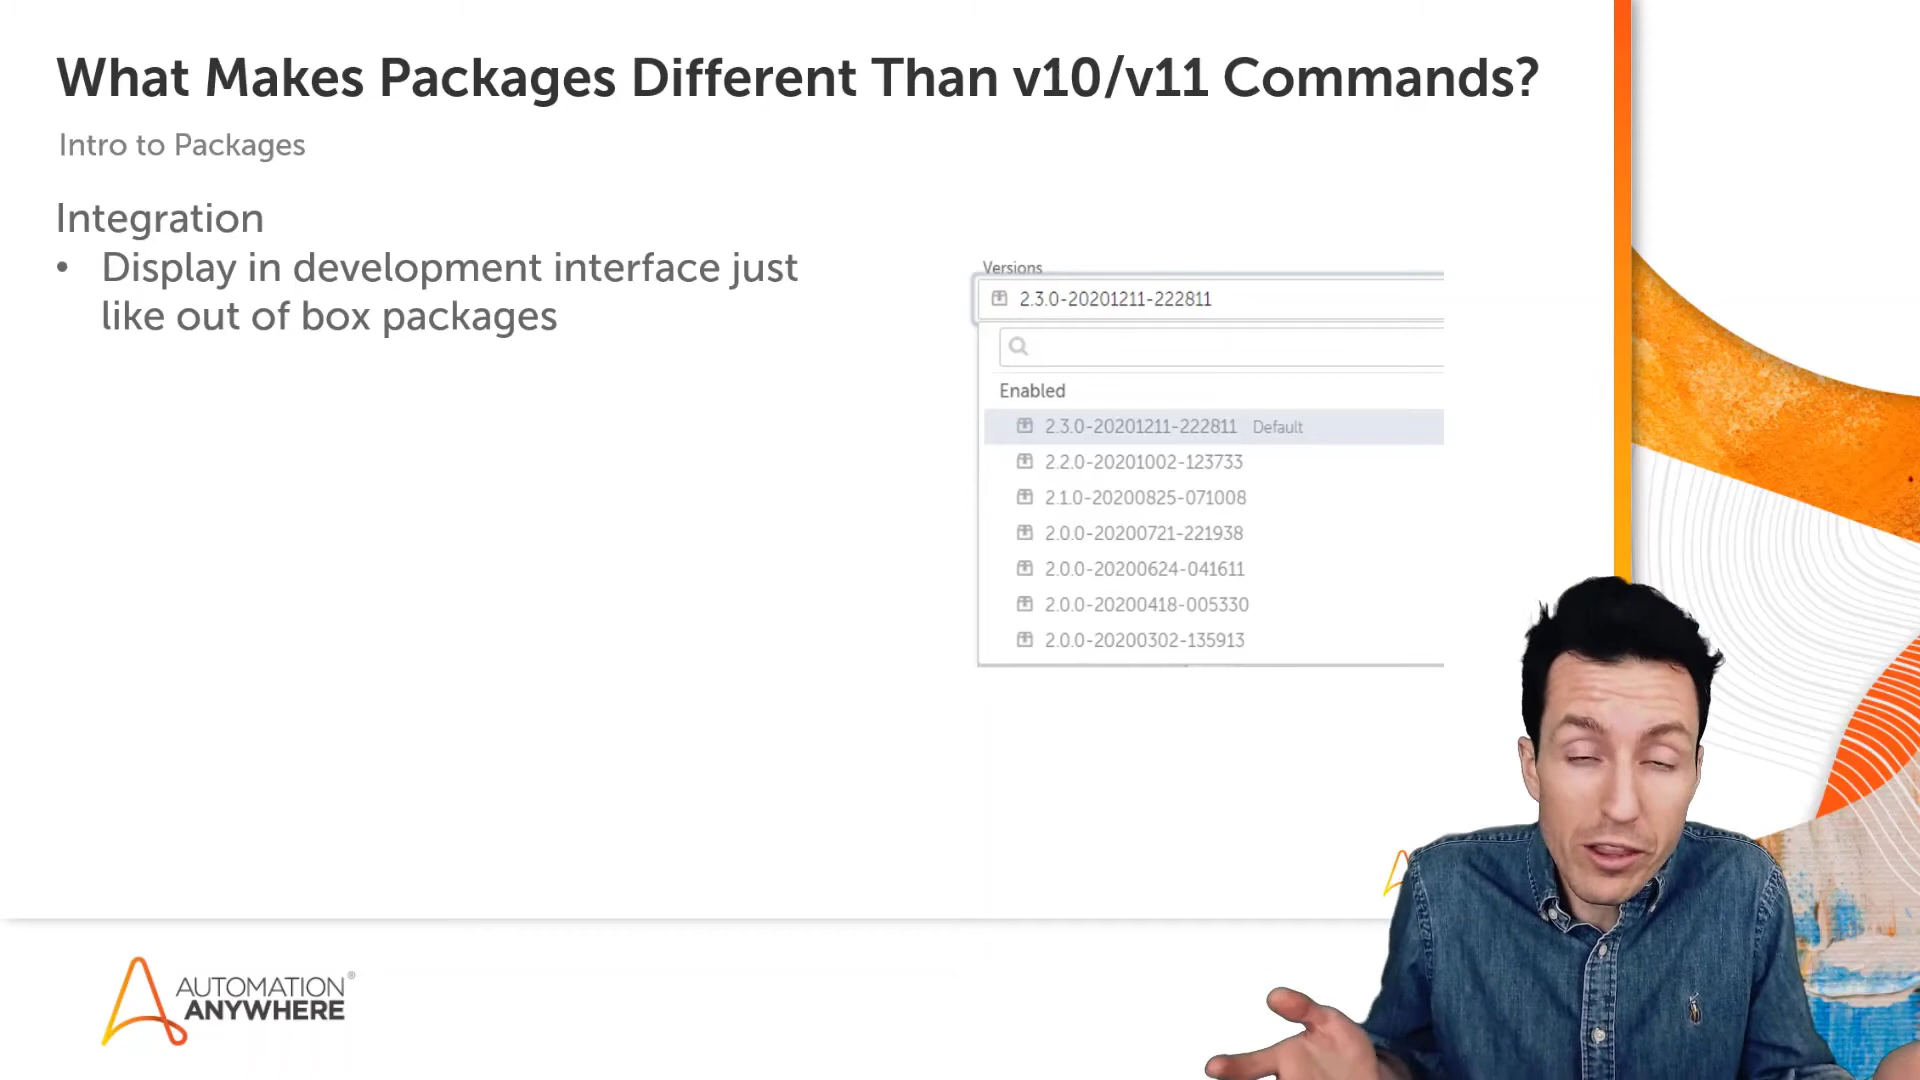 What Makes Packages Different Than v10/v11 Commands?
Intro to Packages
Integration
• Display in development interface just
like out of box packages
Versions
2.3.0-20201211-222811
Enabled
2.3.0-20201211-222811 Default
2.2.0-20201002-123733
2.1.0-20200825-071008
2.0.0-20200721-221938
2.0.0-20200624-041611
2.0.0-20200418-005330
2.0.0-20200302-135913
AUTOMATION®
ANYWHERE